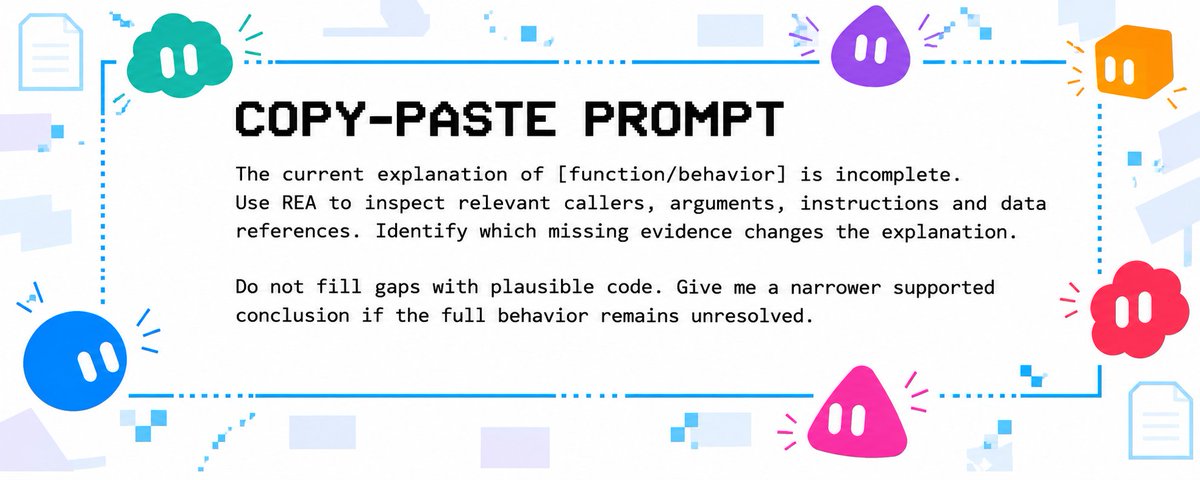 COPY-PASTE PROMPT
The current explanation of [function/behavior] is incomplete.
Use REA to inspect relevant callers, arguments, instructions and data
references. Identify which missing evidence changes the explanation.
Do not fill gaps with plausible code. Give me a narrower supported
conclusion if the full behavior remains unresolved.